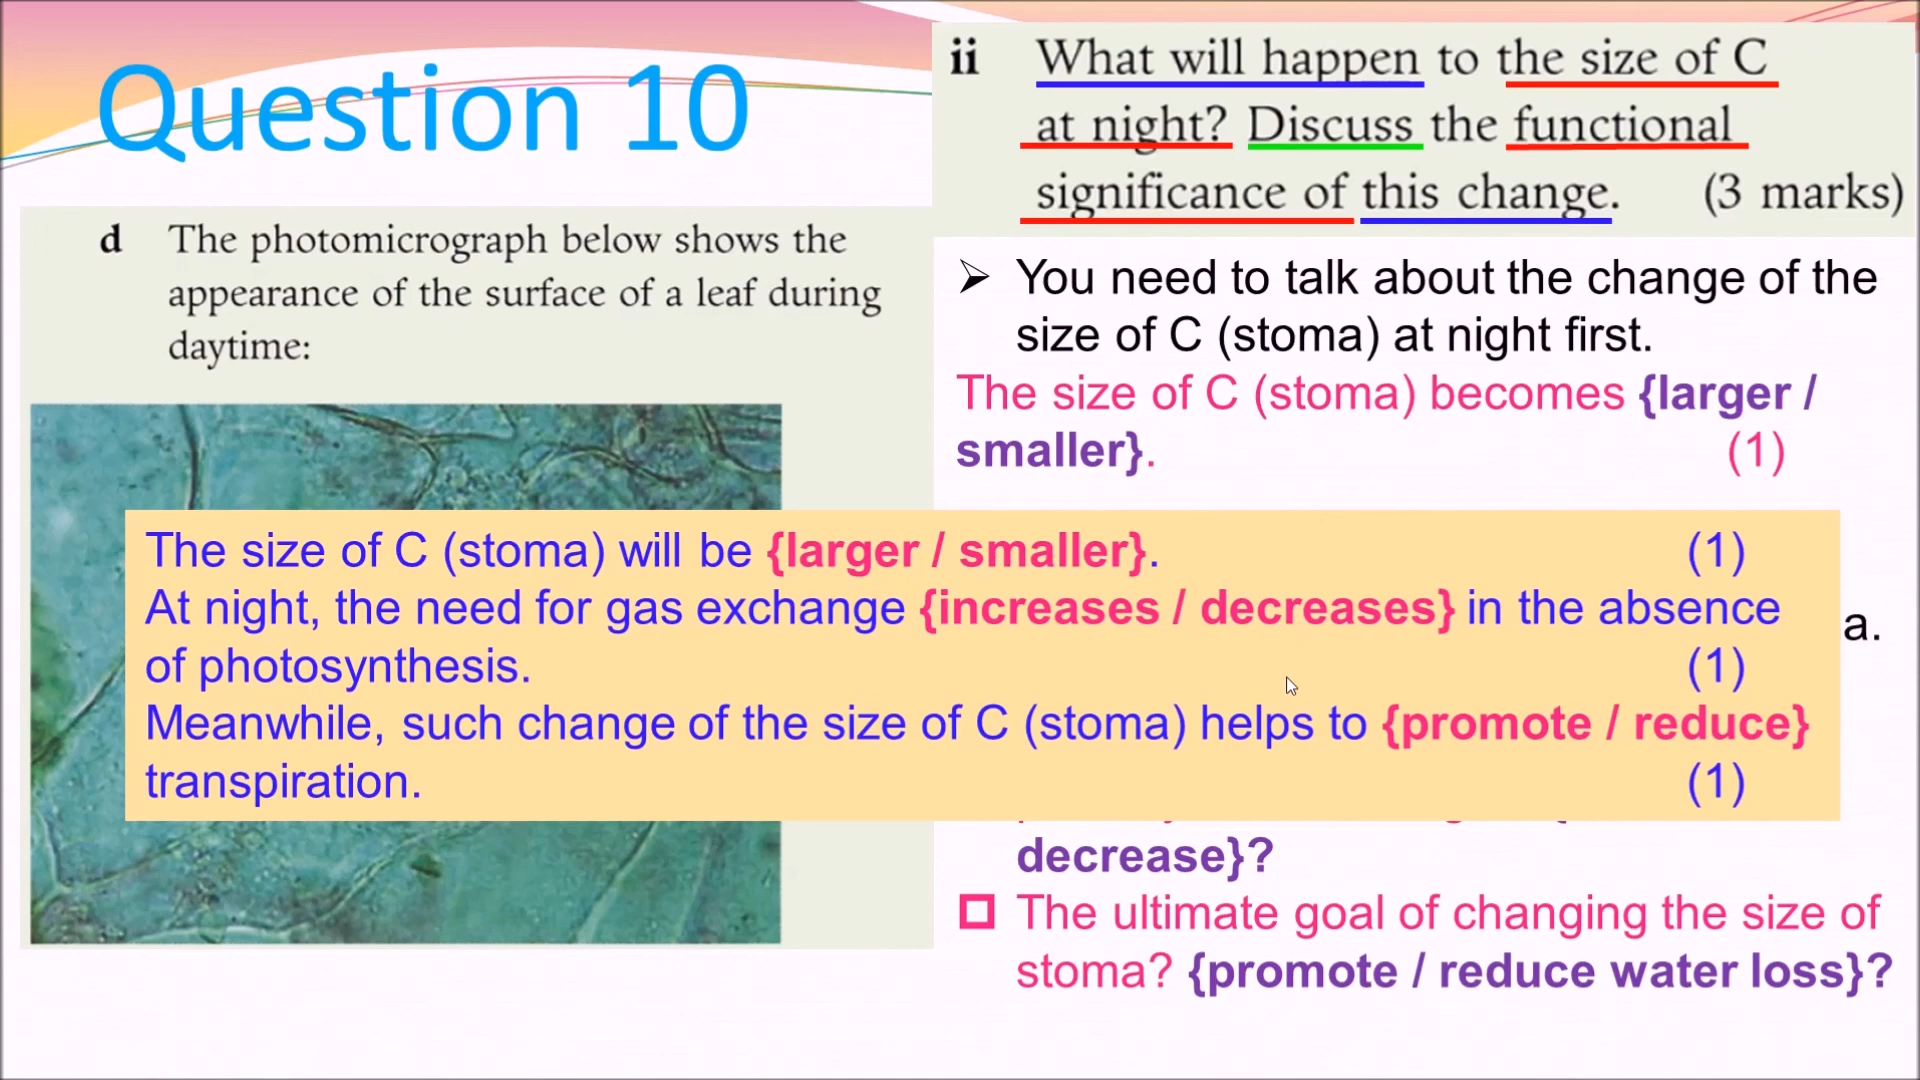 Question 10
d The photomicrograph below shows the
appearance of the surface of a leaf during
daytime:
ii What will happen to the size of C
at night? Discuss the functional
significance of this change. (3 marks)
You need to talk about the change of the
size of C (stoma) at night first.
The size of C (stoma) becomes {larger /
smaller}. (1)
The size of C (stoma) will be {larger / smaller}. (1)
At night, the need for gas exchange {increases / decreases} in the absence
of photosynthesis. (1)
Meanwhile, such change of the size of C (stoma) helps to {promote / reduce}
transpiration. (1)
a.
decrease}?
The ultimate goal of changing the size of
stoma? {promote / reduce water loss}?